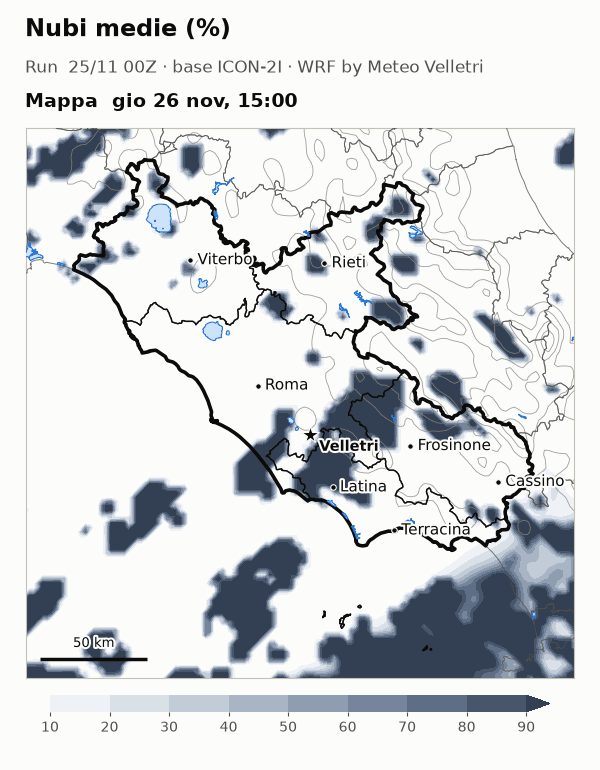 Nubi medie (%)
Run 25/11 00Z · base ICON-2I · WRF by Meteo Velletri
Mappa gio 26 nov, 15:00
Viterbo
Rieti
Roma
Velletri
Frosinone
Latina
Cassino
Terracina
50 km
10 20 30 40 50 60 70 80 90